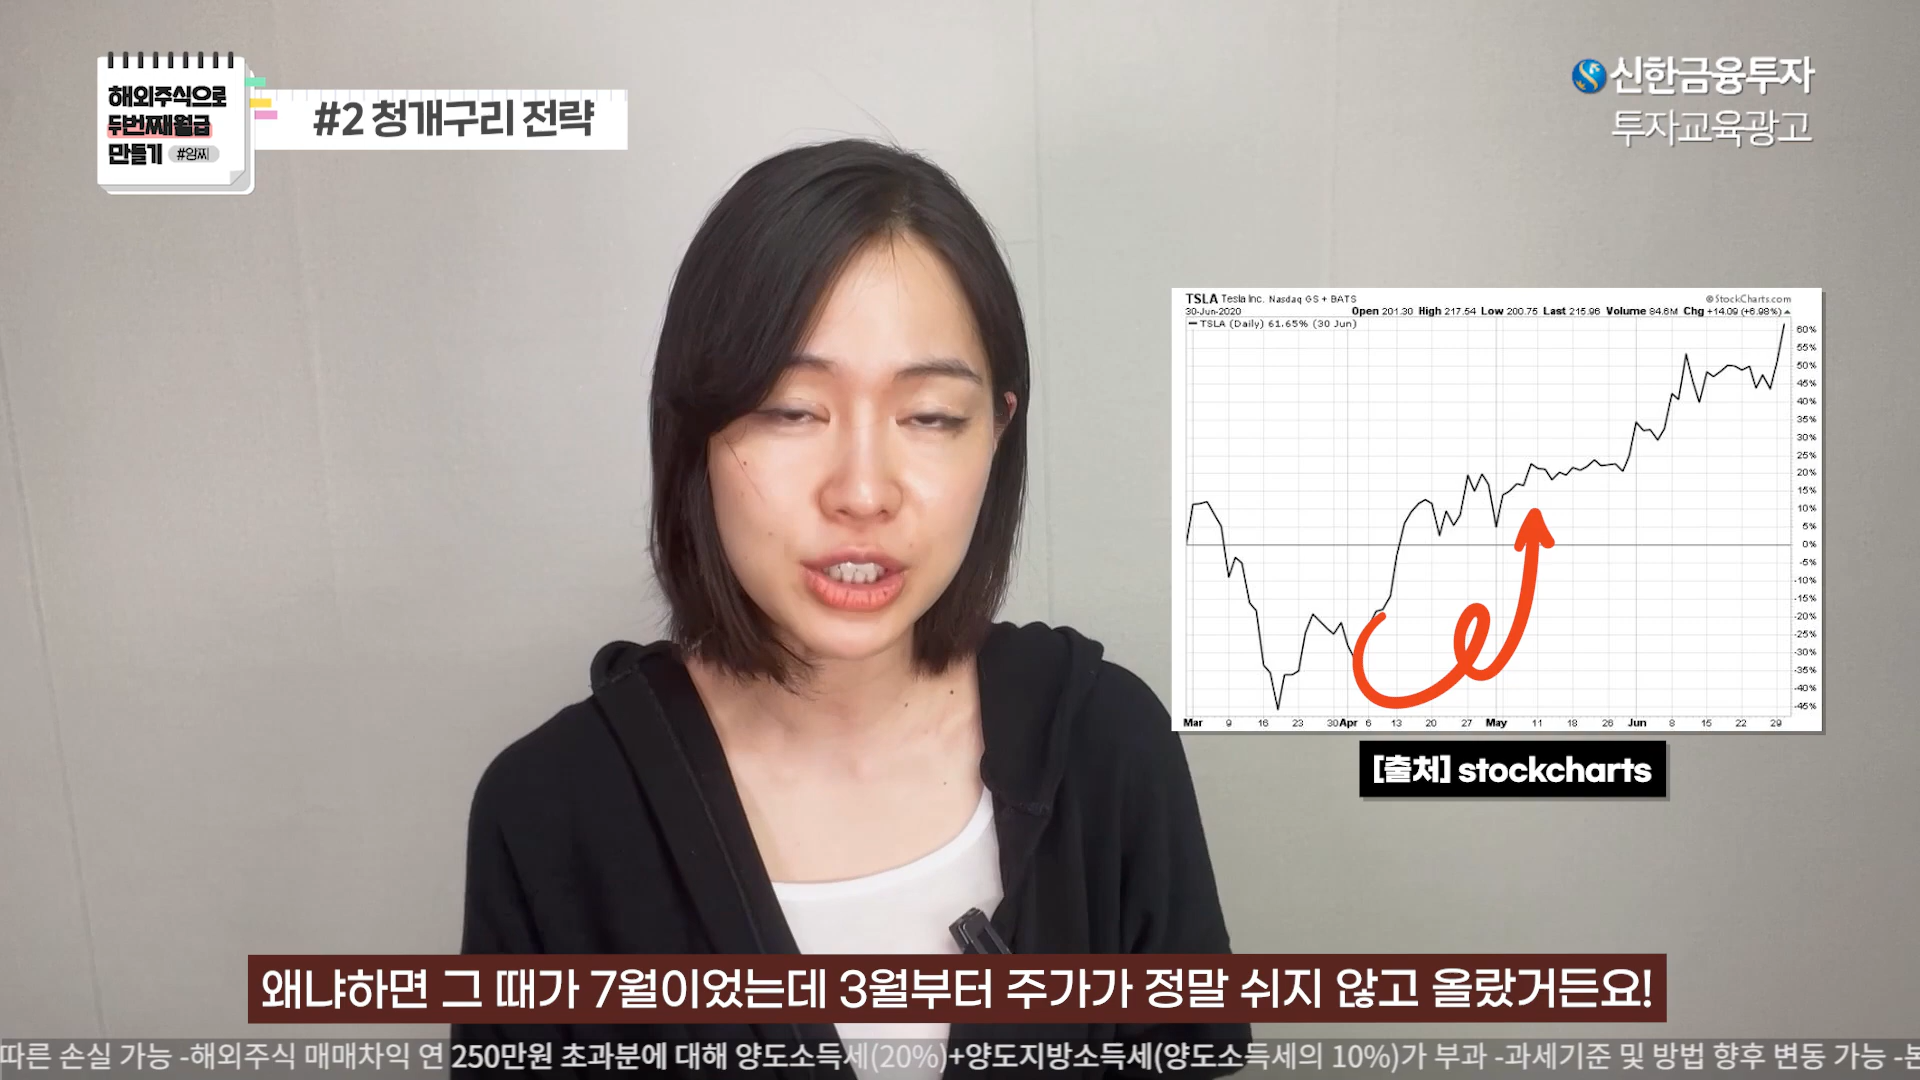 해외주식으로
두번째월급
만들기 #얌찌
#2 청개구리 전략
신한금융투자
투자교육광고
TSLA Tesla Inc. Nasdaq GS + BATS
©StockCharts.com
30-Jun-2020
Open 201.30 High 217.54 Low 200.75 Last 215.96 Volume 84.6M Chg +14.09 (+6.98%)
TSLA (Daily) 61.65% (30 Jun)
60%
55%
50%
45%
40%
35%
30%
25%
20%
15%
10%
5%
0%
-5%
-10%
-15%
-20%
-25%
-30%
-35%
-40%
-45%
Mar 9 16 23 30 Apr 6 13 20 27 May 11 18 26 Jun 8 15 22 29
[출처] stockcharts
왜냐하면 그 때가 7월이었는데 3월부터 주가가 정말 쉬지 않고 올랐거든요!
따른 손실 가능 -해외주식 매매차익 연 250만원 초과분에 대해 양도소득세(20%)+양도지방소득세(양도소득세의 10%)가 부과 -과세기준 및 방법 향후 변동 가능 -본